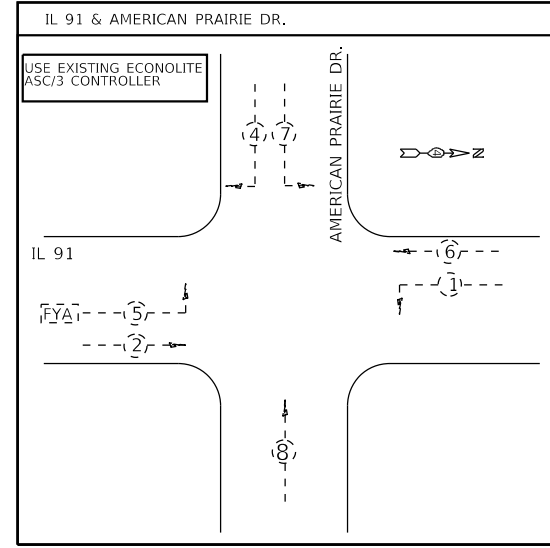 IL 91 & AMERICAN PRAIRIE DR.
USE EXISTING ECONOLITE
ASC/3 CONTROLLER
AMERICAN PRAIRIE DR.
4
7
N
IL 91
6
1
FYA
5
2
8